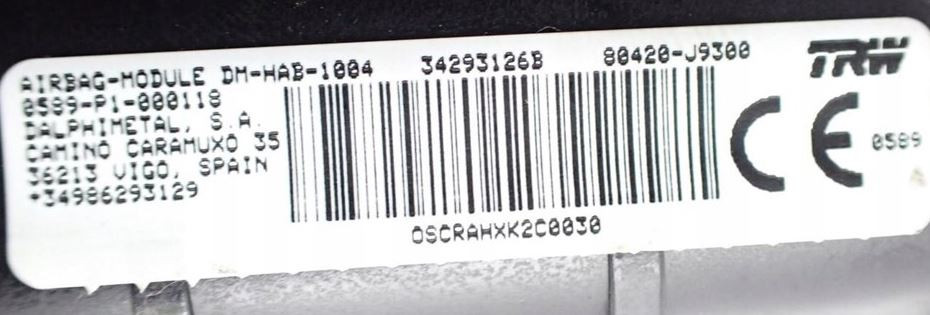 AIRBAG-MODULE DM-HAB-1004 34293126B 80420-J9300
0589-P1-000118
DALPHIMETAL, S.A.
CAMINO CARAMUXO 35
36213 VIGO, SPAIN
+34986293129
TRW
CE 0589
OSCRAHXK2C0030